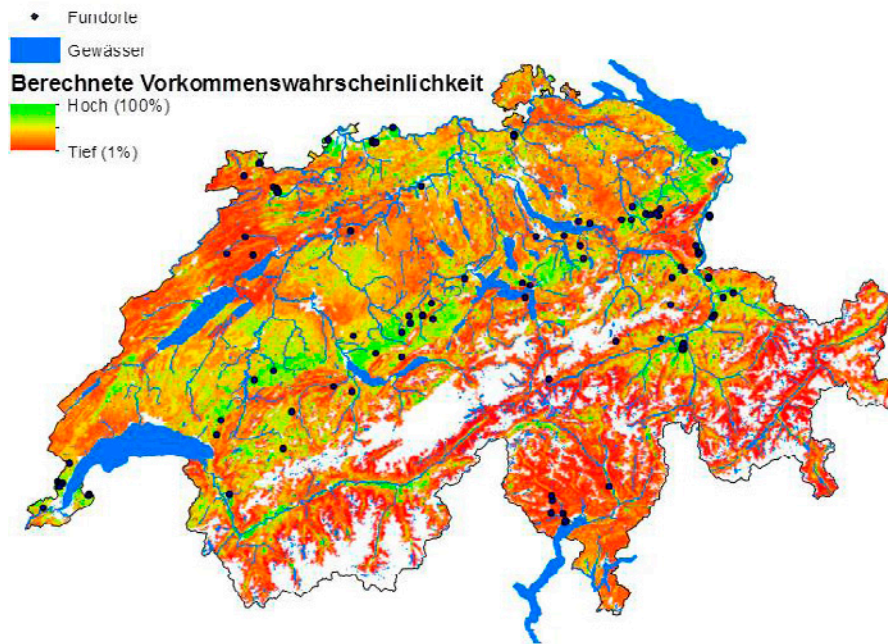 Fundorte
Gewässer
Berechnete Vorkommenswahrscheinlichkeit
Hoch (100%)
Tief (1%)